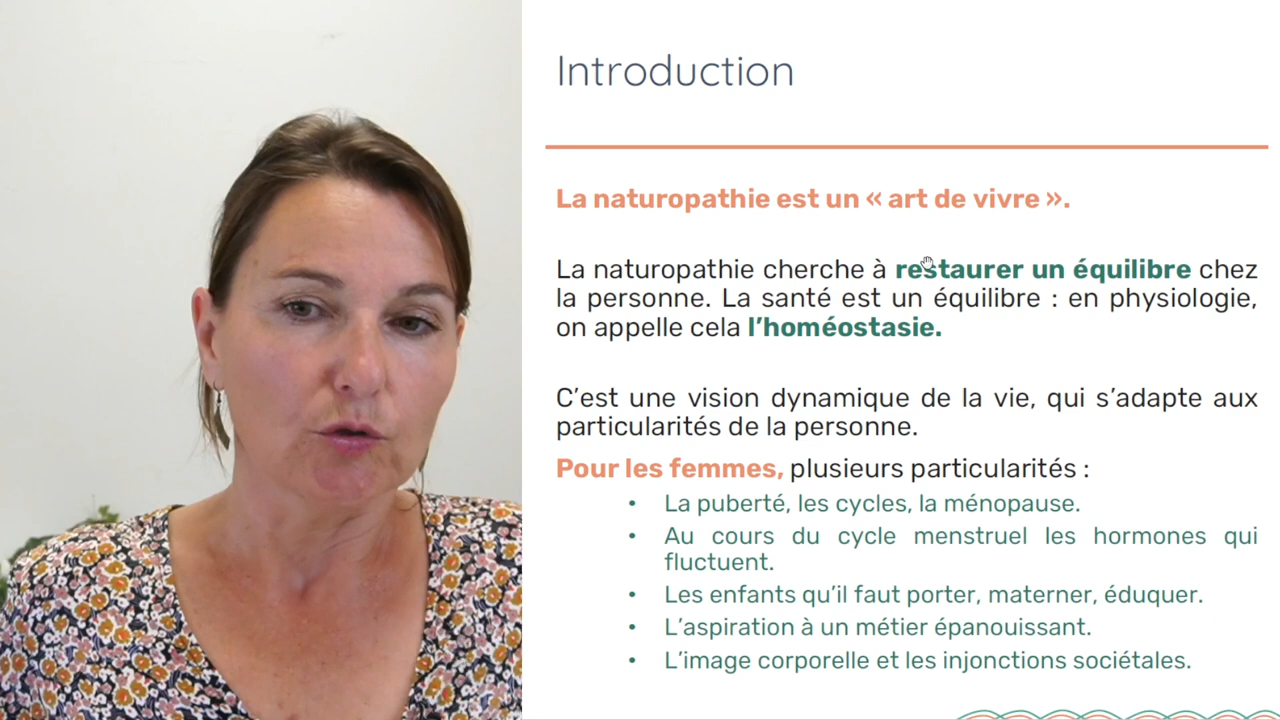 Introduction
La naturopathie est un « art de vivre ».
La naturopathie cherche à restaurer un équilibre chez
la personne. La santé est un équilibre : en physiologie,
on appelle cela l’homéostasie.
C’est une vision dynamique de la vie, qui s’adapte aux
particularités de la personne.
Pour les femmes, plusieurs particularités :
• La puberté, les cycles, la ménopause.
• Au cours du cycle menstruel les hormones qui
fluctuent.
• Les enfants qu’il faut porter, materner, éduquer.
• L’aspiration à un métier épanouissant.
• L’image corporelle et les injonctions sociétales.